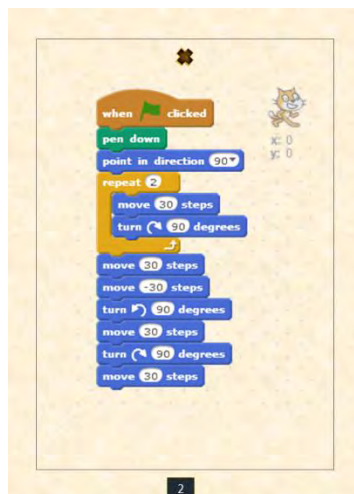 when clicked
x: 0
y: 0
pen down
point in direction 90
repeat 2
move 30 steps
turn 90 degrees
move 30 steps
move -30 steps
turn 90 degrees
move 30 steps
turn 90 degrees
move 30 steps
2